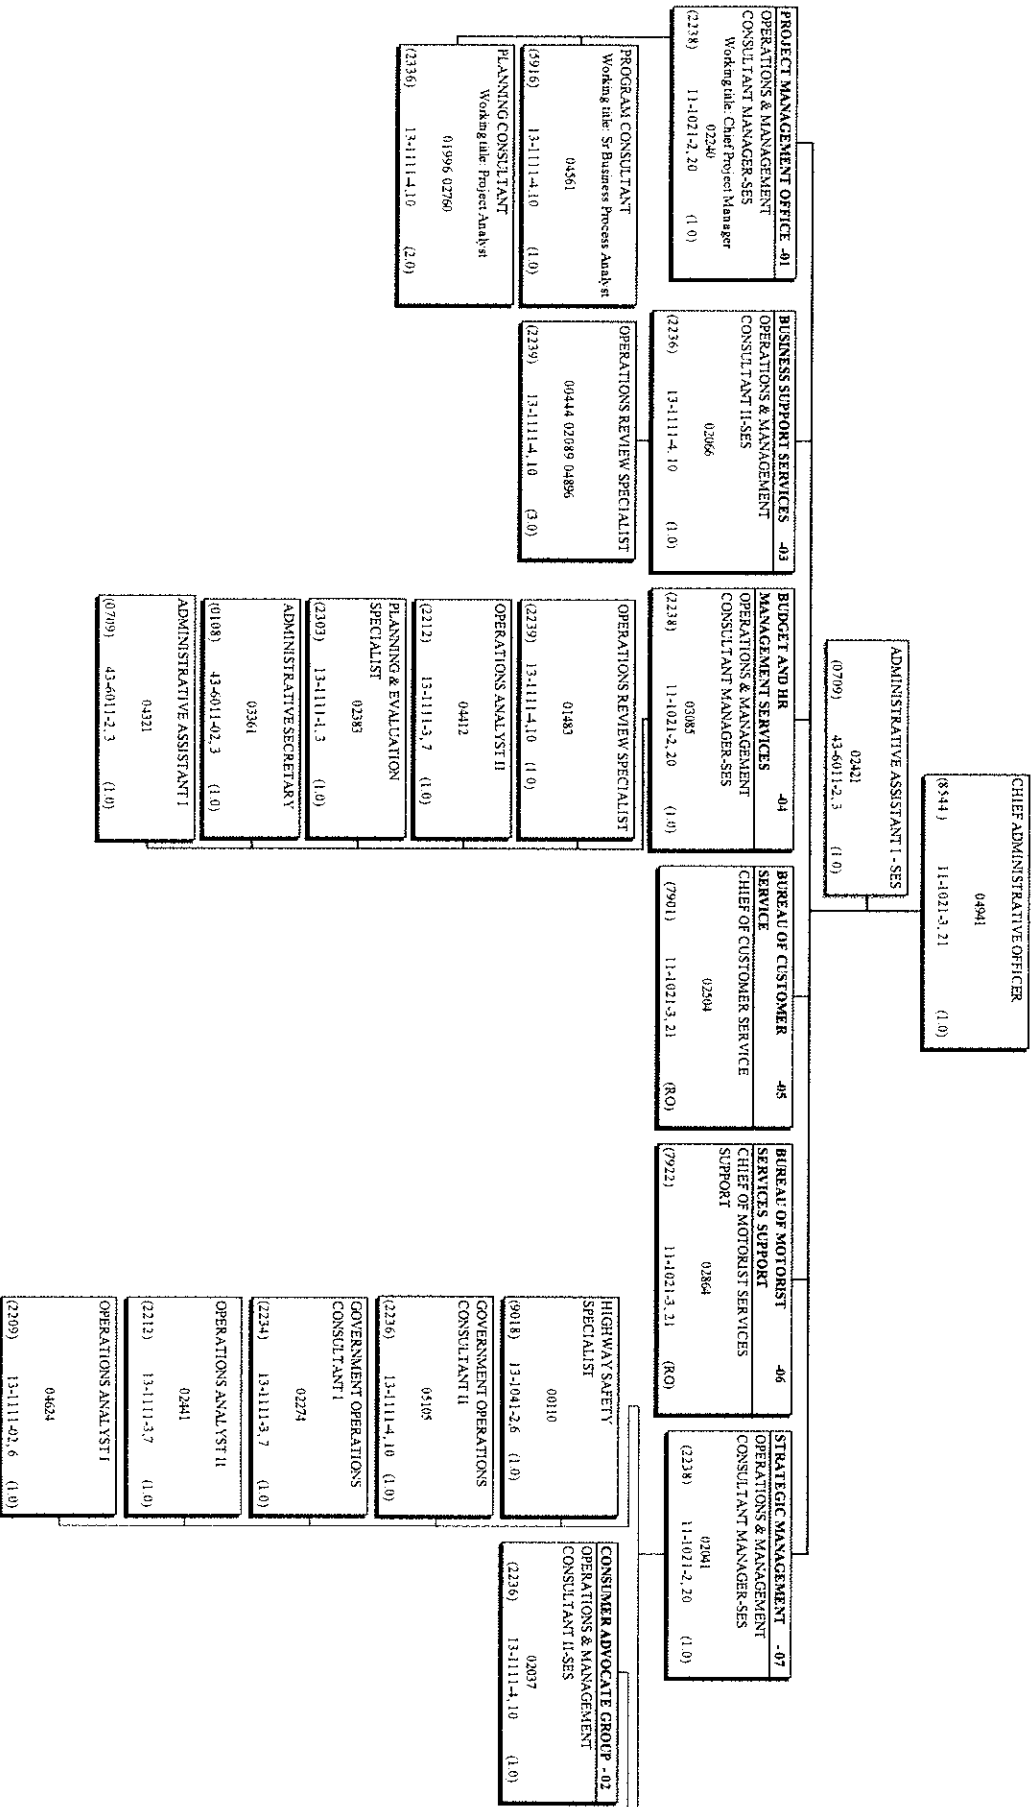 CHIEF ADMINISTRATIVE OFFICER
04941
(8544) 11-1021-3, 21 (1.0)
ADMINISTRATIVE ASSISTANT I - SES
02421
(0709) 43-6011-2, 3 (1.0)
PROJECT MANAGEMENT OFFICE -01
OPERATIONS & MANAGEMENT
CONSULTANT MANAGER-SES
Working title: Chief Project Manager
02240
(2238) 11-1021-2, 20 (1.0)
PROGRAM CONSULTANT
Working title: Sr Business Process Analyst
04561
(5916) 13-1111-4,10 (1.0)
PLANNING CONSULTANT
Working title: Project Analyst
01996 02760
(2336) 13-1111-4,10 (2.0)
BUSINESS SUPPORT SERVICES -03
OPERATIONS & MANAGEMENT
CONSULTANT II-SES
02066
(2236) 13-1111-4, 10 (1.0)
OPERATIONS REVIEW SPECIALIST
00444 02089 04896
(2239) 13-1111-4, 10 (3.0)
BUDGET AND HR
MANAGEMENT SERVICES -04
OPERATIONS & MANAGEMENT
CONSULTANT MANAGER-SES
03085
(2238) 11-1021-2, 20 (1.0)
OPERATIONS REVIEW SPECIALIST
01483
(2239) 13-1111-4,10 (1.0)
OPERATIONS ANALYST II
04412
(2212) 13-1111-3, 7 (1.0)
PLANNING & EVALUATION
SPECIALIST
02383
(2303) 13-1111-1, 3 (1.0)
ADMINISTRATIVE SECRETARY
03361
(0108) 43-6011-02, 3 (1.0)
ADMINISTRATIVE ASSISTANT I
04321
(0709) 43-6011-2, 3 (1.0)
BUREAU OF CUSTOMER -05
SERVICE
CHIEF OF CUSTOMER SERVICE
02504
(7901) 11-1021-3, 21 (RO)
BUREAU OF MOTORIST -06
SERVICES SUPPORT
CHIEF OF MOTORIST SERVICES
SUPPORT
02864
(7922) 11-1021-3, 21 (RO)
STRATEGIC MANAGEMENT -07
OPERATIONS & MANAGEMENT
CONSULTANT MANAGER-SES
02041
(2238) 11-1021-2, 20 (1.0)
HIGHWAY SAFETY
SPECIALIST
00110
(9018) 13-1041-2,6 (1.0)
GOVERNMENT OPERATIONS
CONSULTANT II
05105
(2236) 13-1111-4, 10 (1.0)
GOVERNMENT OPERATIONS
CONSULTANT I
02274
(2234) 13-1111-3, 7 (1.0)
OPERATIONS ANALYST II
02441
(2212) 13-1111-3,7 (1.0)
OPERATIONS ANALYST I
04624
(2209) 13-1111-02, 6 (1.0)
CONSUMER ADVOCATE GROUP - 02
OPERATIONS & MANAGEMENT
CONSULTANT II-SES
02037
(2236) 13-1111-4, 10 (1.0)